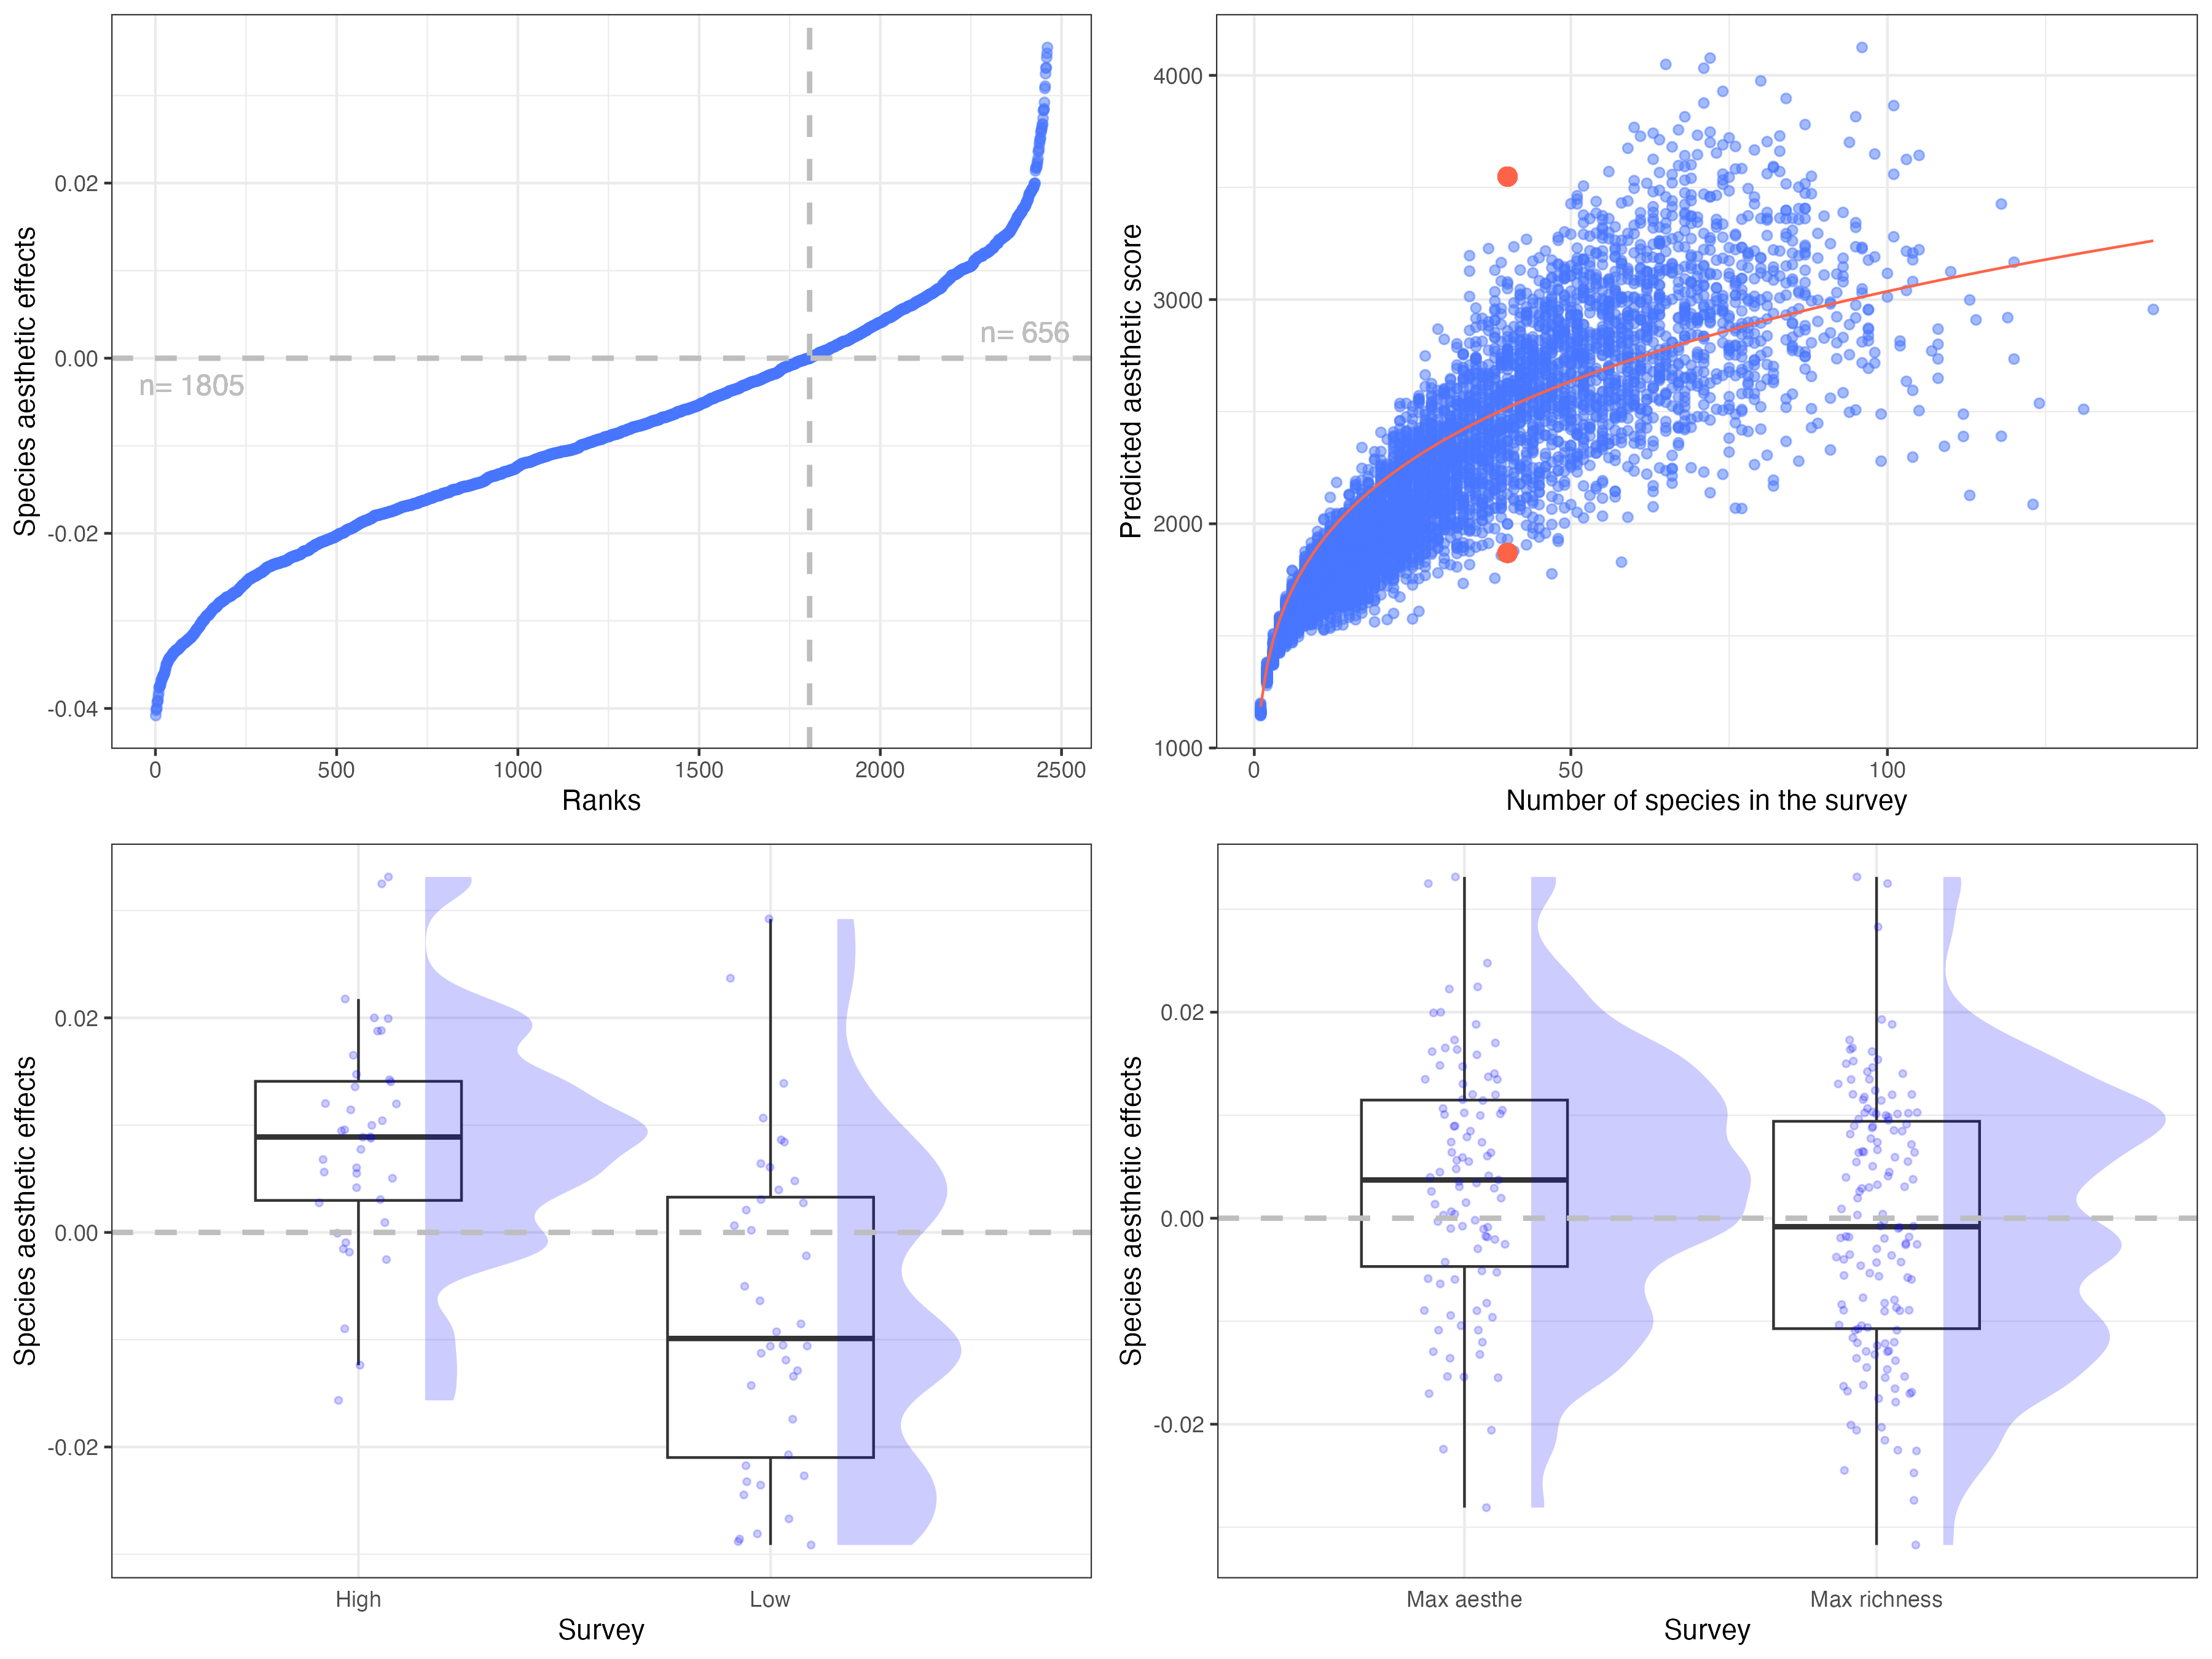 Species aesthetic effects
0.02
0.00
-0.02
-0.04
n= 656
n= 1805
0 500 1000 1500 2000 2500
Ranks
Predicted aesthetic score
4000
3000
2000
1000
0 50 100
Number of species in the survey
Species aesthetic effects
0.02
0.00
-0.02
High Low
Survey
Species aesthetic effects
0.02
0.00
-0.02
Max aesthe Max richness
Survey